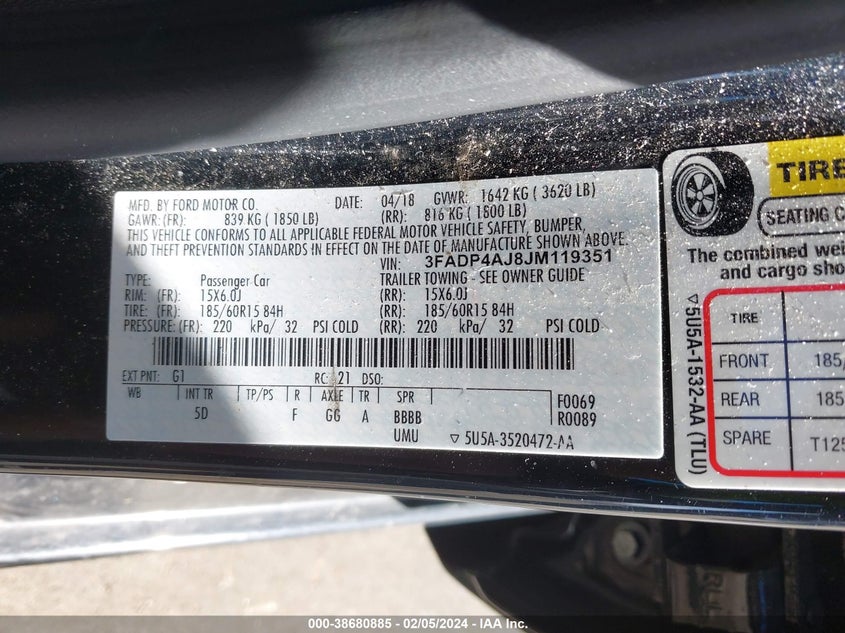 MFD. BY FORD MOTOR CO. DATE: 04/18 GVWR: 1642 KG ( 3620 LB)
GAWR: (FR): 839 KG ( 1850 LB) (RR): 816 KG ( 1800 LB)
THIS VEHICLE CONFORMS TO ALL APPLICABLE FEDERAL MOTOR VEHICLE SAFETY, BUMPER,
AND THEFT PREVENTION STANDARDS IN EFFECT ON THE DATE OF MANUFACTURE SHOWN ABOVE.
VIN: 3FADP4AJ8JM119351
TYPE: Passenger Car TRAILER TOWING - SEE OWNER GUIDE
RIM: (FR): 15X6.0J (RR): 15X6.0J
TIRE: (FR): 185/60R15 84H (RR): 185/60R15 84H
PRESSURE: (FR): 220 kPa/ 32 PSI COLD (RR): 220 kPa/ 32 PSI COLD
EXT PNT: G1 RC: 21 DSO:
WB INT TR TP/PS R AXLE TR SPR
5D F GG A BBBB
UMU
F0069
R0089
▽ 5U5A-3520472-AA
TIRE
SEATING C
The combined wei
and cargo sho
▽5U5A-1532-AA (TLU)
TIRE
FRONT 185/
REAR 185
SPARE T125
000-38680885 - 02/05/2024 - IAA Inc.